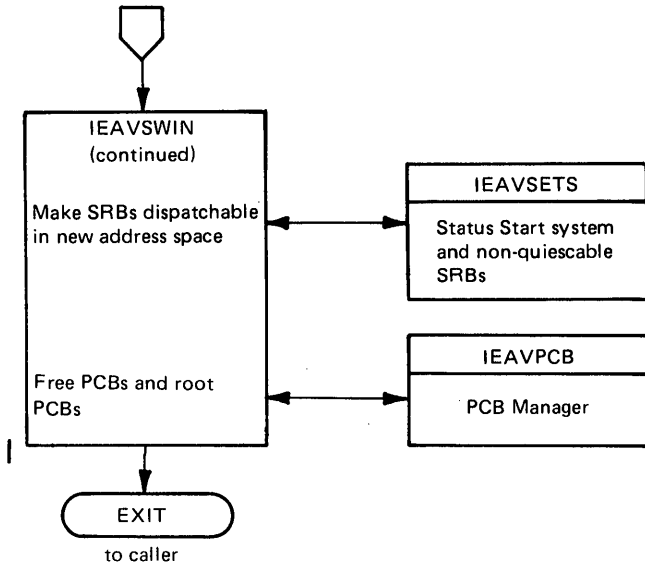 IEAVSWIN
(continued)
Make SRBs dispatchable
in new address space
IEAVSETS
Status Start system
and non-quiescable
SRBs
Free PCBs and root
PCBs
IEAVPCB
PCB Manager
EXIT
to caller